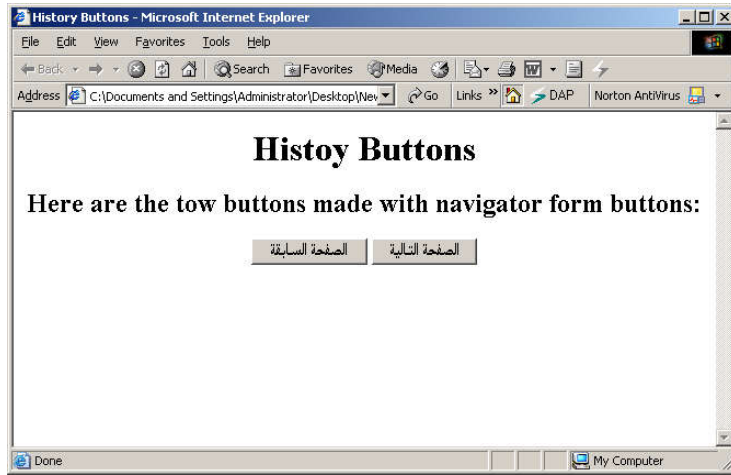 History Buttons - Microsoft Internet Explorer
File Edit View Favorites Tools Help
Back Search Favorites Media
Address C:\Documents and Settings\Administrator\Desktop\Nev Go Links » DAP Norton AntiVirus
Histoy Buttons
Here are the tow buttons made with navigator form buttons:
الصفحة السابقة الصفحة التالية
Done My Computer